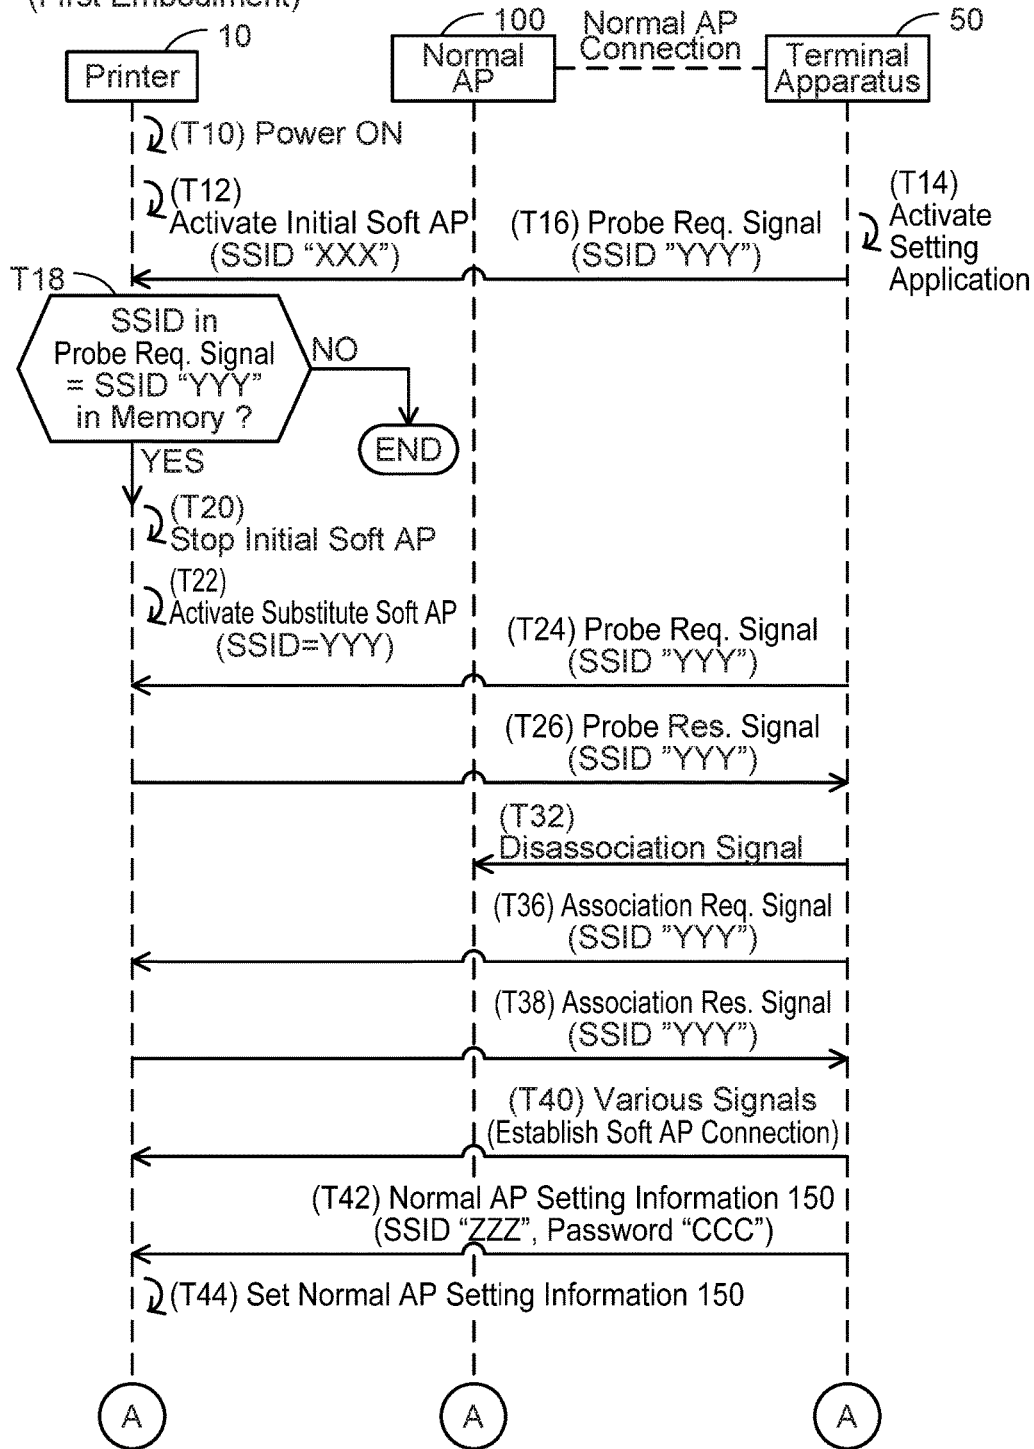 (First Embodiment)
10
100
50
Normal AP
Connection
Printer
Normal
AP
Terminal
Apparatus
(T10) Power ON
(T12)
Activate Initial Soft AP
(SSID “XXX”)
(T14)
Activate
Setting
Application
(T16) Probe Req. Signal
(SSID ”YYY”)
T18
SSID in
Probe Req. Signal
= SSID “YYY”
in Memory ?
NO
END
YES
(T20)
Stop Initial Soft AP
(T22)
Activate Substitute Soft AP
(SSID=YYY)
(T24) Probe Req. Signal
(SSID ”YYY”)
(T26) Probe Res. Signal
(SSID ”YYY”)
(T32)
Disassociation Signal
(T36) Association Req. Signal
(SSID ”YYY”)
(T38) Association Res. Signal
(SSID ”YYY”)
(T40) Various Signals
(Establish Soft AP Connection)
(T42) Normal AP Setting Information 150
(SSID “ZZZ”, Password “CCC”)
(T44) Set Normal AP Setting Information 150
A
A
A